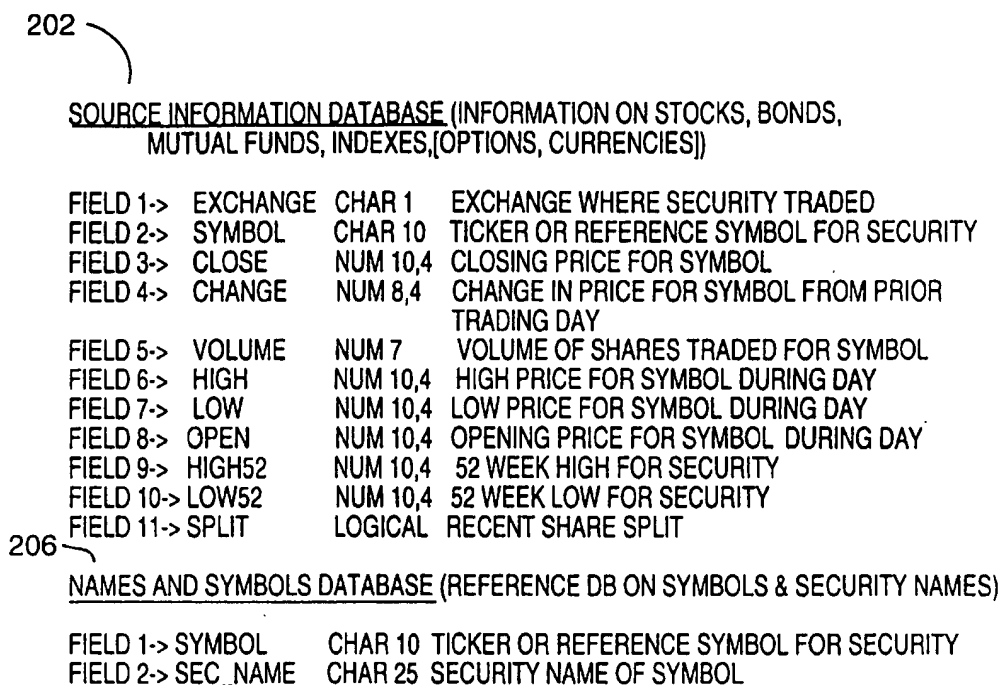 202
SOURCE INFORMATION DATABASE (INFORMATION ON STOCKS, BONDS,
MUTUAL FUNDS, INDEXES,[OPTIONS, CURRENCIES])
FIELD 1-> EXCHANGE CHAR 1 EXCHANGE WHERE SECURITY TRADED
FIELD 2-> SYMBOL CHAR 10 TICKER OR REFERENCE SYMBOL FOR SECURITY
FIELD 3-> CLOSE NUM 10,4 CLOSING PRICE FOR SYMBOL
FIELD 4-> CHANGE NUM 8,4 CHANGE IN PRICE FOR SYMBOL FROM PRIOR
TRADING DAY
FIELD 5-> VOLUME NUM 7 VOLUME OF SHARES TRADED FOR SYMBOL
FIELD 6-> HIGH NUM 10,4 HIGH PRICE FOR SYMBOL DURING DAY
FIELD 7-> LOW NUM 10,4 LOW PRICE FOR SYMBOL DURING DAY
FIELD 8-> OPEN NUM 10,4 OPENING PRICE FOR SYMBOL DURING DAY
FIELD 9-> HIGH52 NUM 10,4 52 WEEK HIGH FOR SECURITY
FIELD 10-> LOW52 NUM 10,4 52 WEEK LOW FOR SECURITY
FIELD 11-> SPLIT LOGICAL RECENT SHARE SPLIT
206
NAMES AND SYMBOLS DATABASE (REFERENCE DB ON SYMBOLS & SECURITY NAMES)
FIELD 1-> SYMBOL CHAR 10 TICKER OR REFERENCE SYMBOL FOR SECURITY
FIELD 2-> SEC_NAME CHAR 25 SECURITY NAME OF SYMBOL